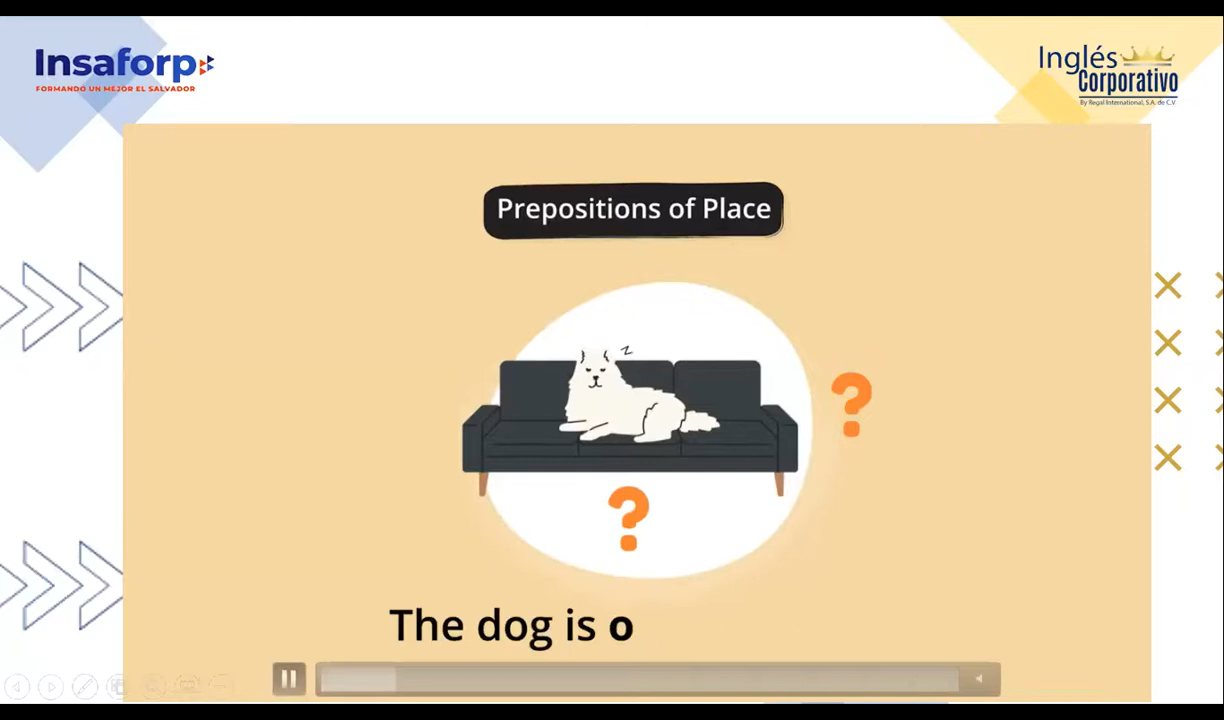 Insaforp
FORMANDO UN MEJOR EL SALVADOR
Inglés
Corporativo
By Regal International, S.A. de C.V
Prepositions of Place
z
?
?
The dog is o